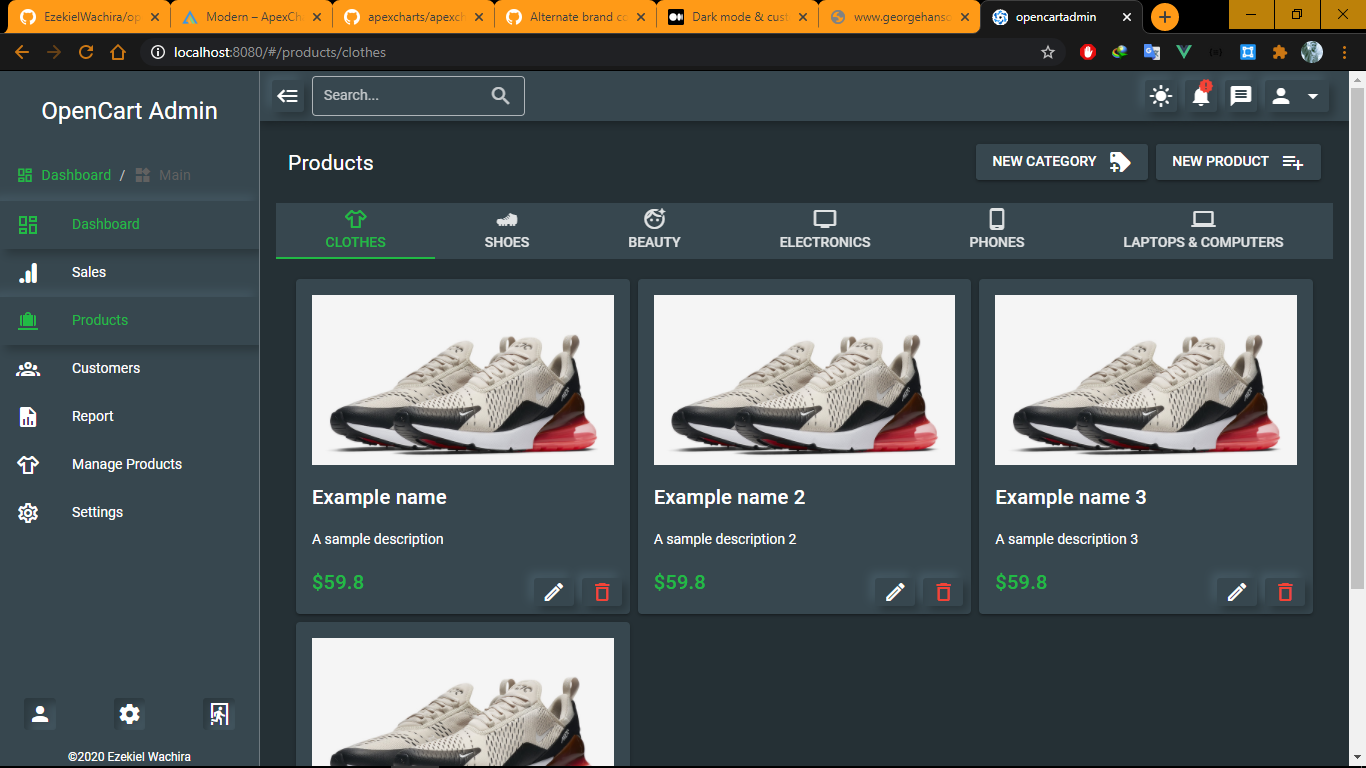 EzekielWachira/op
Modern – ApexCh
apexcharts/apexch
Alternate brand co
Dark mode & cust
www.georgehanso
opencartadmin
localhost:8080/#/products/clothes
OpenCart Admin
Search...
Dashboard / Main
Products
NEW CATEGORY
NEW PRODUCT
Dashboard
Sales
Products
Customers
Report
Manage Products
Settings
CLOTHES
SHOES
BEAUTY
ELECTRONICS
PHONES
LAPTOPS & COMPUTERS
Example name
A sample description
$59.8
Example name 2
A sample description 2
$59.8
Example name 3
A sample description 3
$59.8
©2020 Ezekiel Wachira